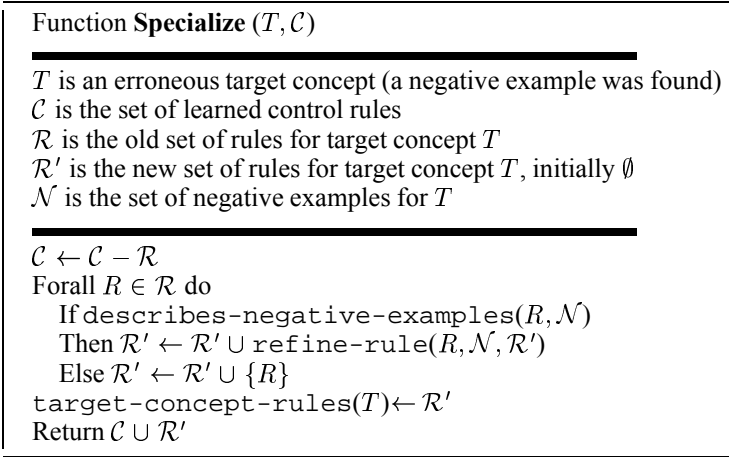 Function Specialize (T, 𝒞)
T is an erroneous target concept (a negative example was found)
𝒞 is the set of learned control rules
ℛ is the old set of rules for target concept T
ℛ′ is the new set of rules for target concept T, initially ∅
𝒩 is the set of negative examples for T
𝒞 ← 𝒞 − ℛ
Forall R ∈ ℛ do
If describes-negative-examples(R, 𝒩)
Then ℛ′ ← ℛ′ ∪ refine-rule(R, 𝒩, ℛ′)
Else ℛ′ ← ℛ′ ∪ {R}
target-concept-rules(T)← ℛ′
Return 𝒞 ∪ ℛ′